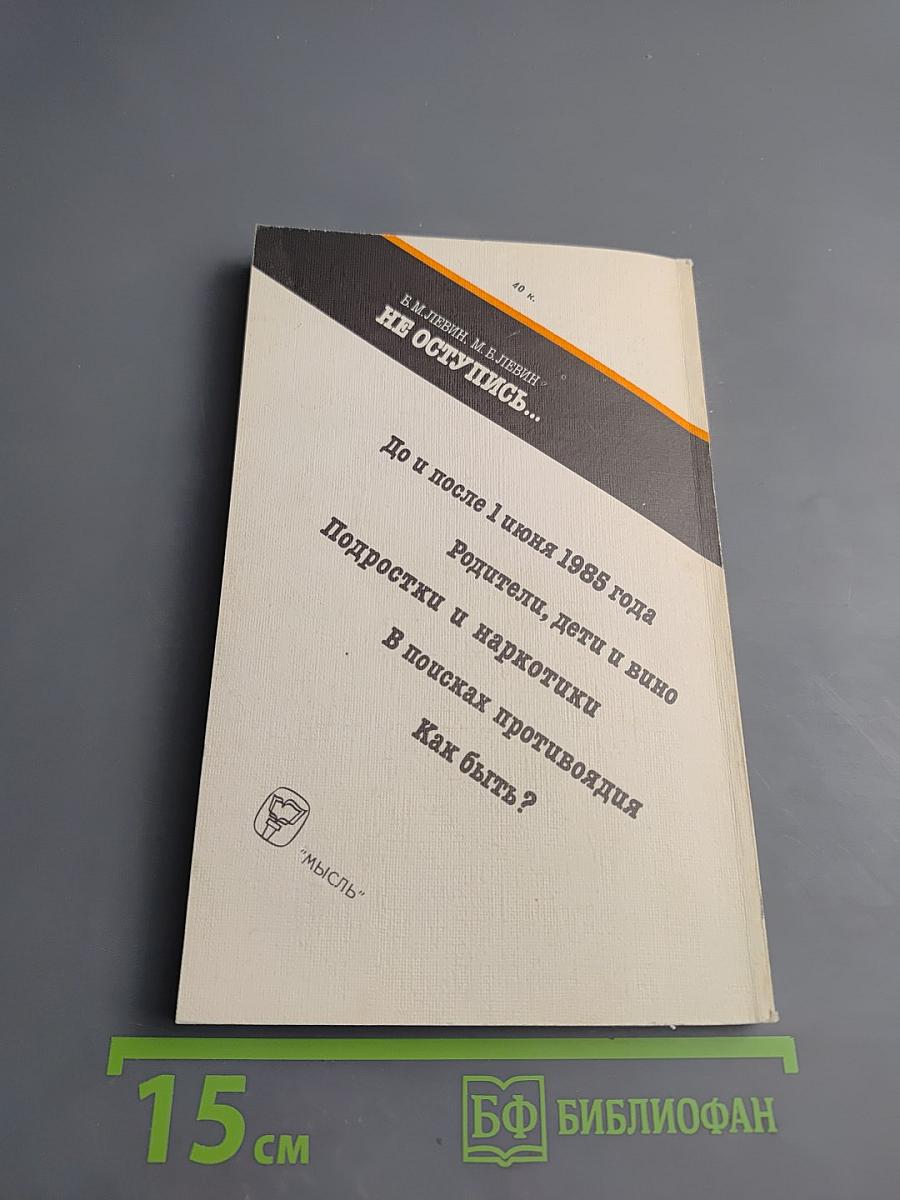 40 к.
Б.М.ЛЕВИН, М.Б.ЛЕВИН
НЕ ОСТУПИСЬ...
До и после 1 июня 1985 года
Родители, дети и вино
Подростки и наркотики
В поисках противоядия
Как быть?
"МЫСЛЬ"
15 см
БФ БИБЛИОФАН